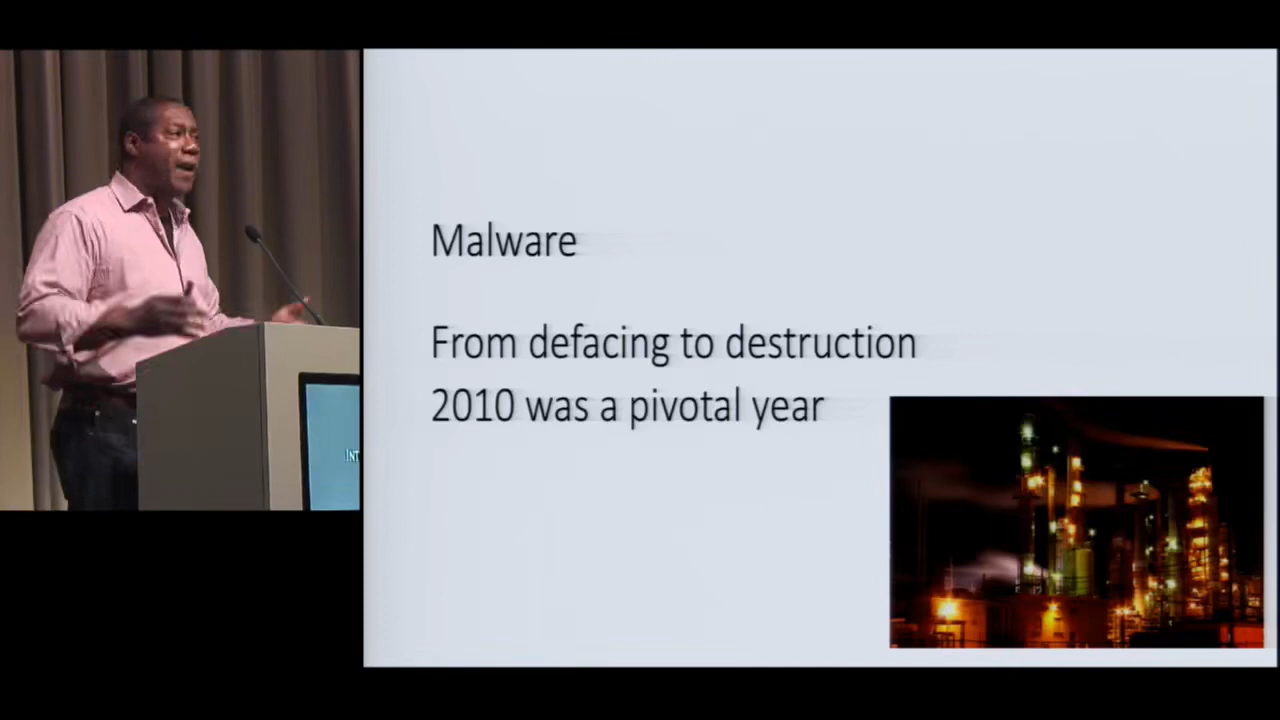 Malware
From defacing to destruction
2010 was a pivotal year